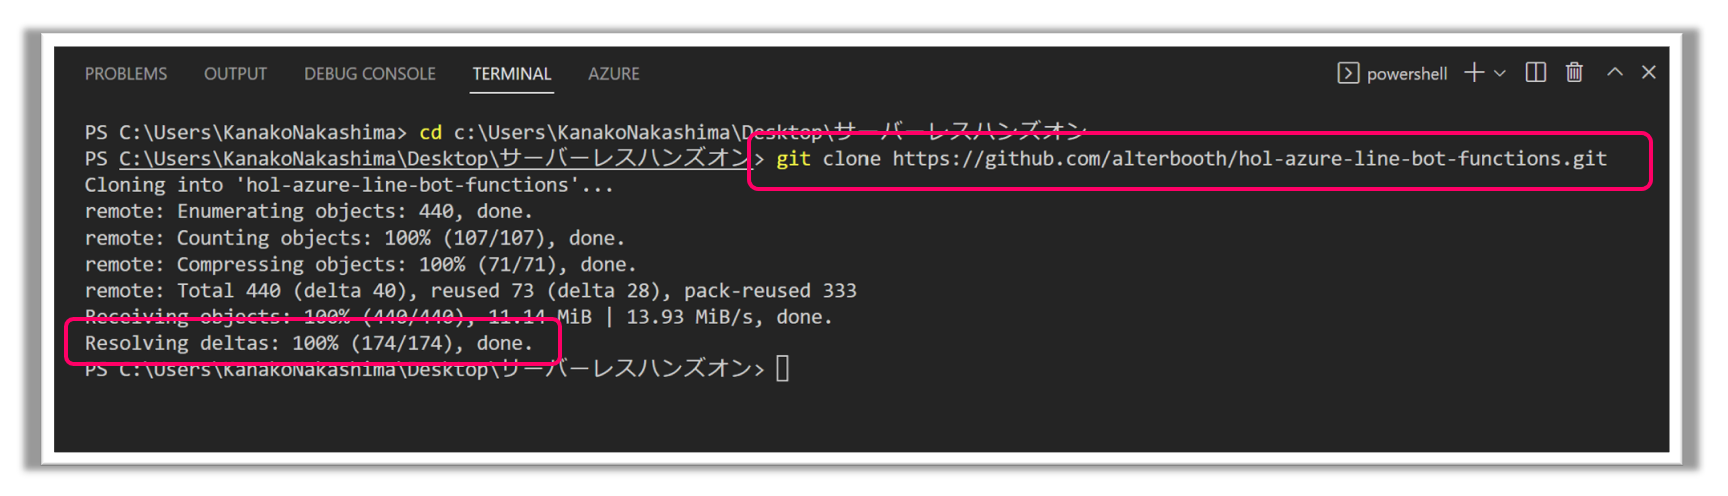 PROBLEMS OUTPUT DEBUG CONSOLE TERMINAL AZURE powershell
PS C:\Users\KanakoNakashima> cd c:\Users\KanakoNakashima\Desktop\サーバーレスハンズオン
PS C:\Users\KanakoNakashima\Desktop\サーバーレスハンズオン> git clone https://github.com/alterbooth/hol-azure-line-bot-functions.git
Cloning into 'hol-azure-line-bot-functions'...
remote: Enumerating objects: 440, done.
remote: Counting objects: 100% (107/107), done.
remote: Compressing objects: 100% (71/71), done.
remote: Total 440 (delta 40), reused 73 (delta 28), pack-reused 333
Receiving objects: 100% (440/440), 11.14 MiB | 13.93 MiB/s, done.
Resolving deltas: 100% (174/174), done.
PS C:\Users\KanakoNakashima\Desktop\サーバーレスハンズオン>